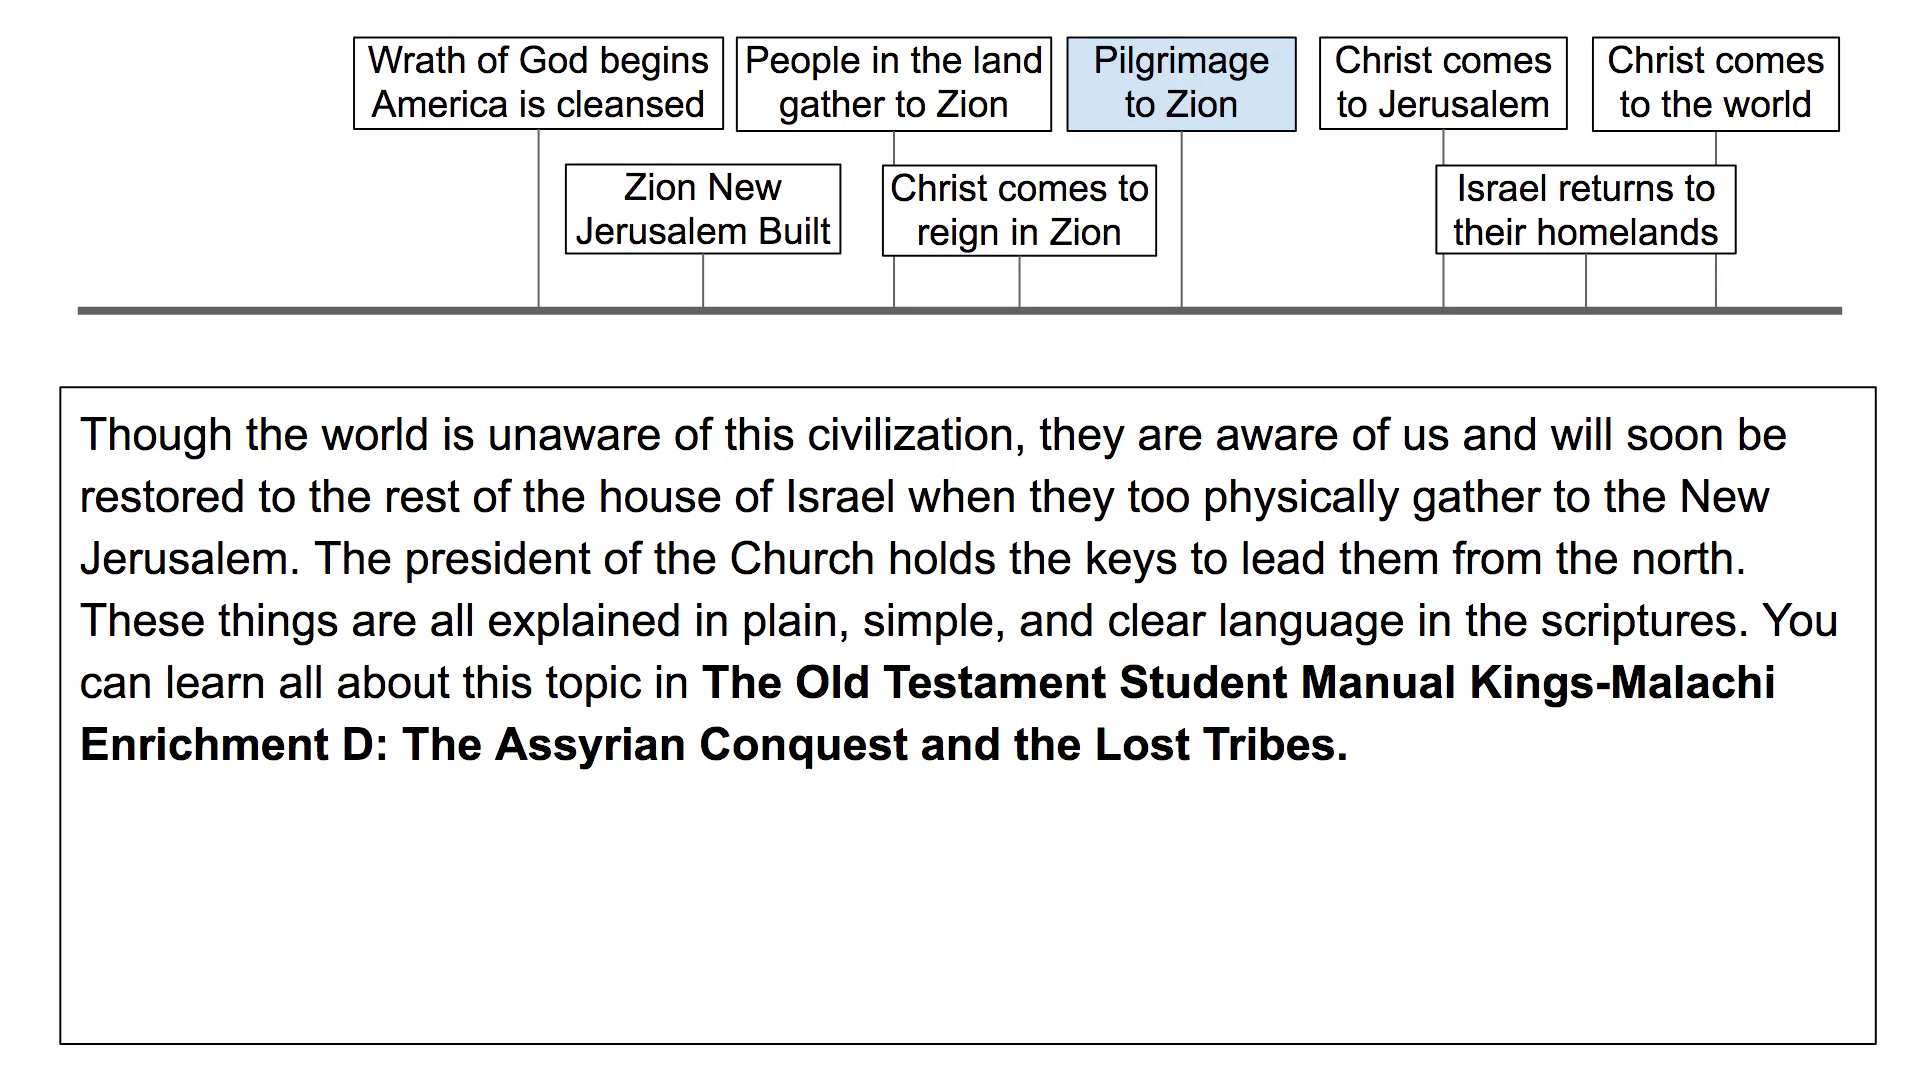 Wrath of God begins
America is cleansed
People in the land
gather to Zion
Pilgrimage
to Zion
Christ comes
to Jerusalem
Christ comes
to the world
Zion New
Jerusalem Built
Christ comes to
reign in Zion
Israel returns to
their homelands
Though the world is unaware of this civilization, they are aware of us and will soon be
restored to the rest of the house of Israel when they too physically gather to the New
Jerusalem. The president of the Church holds the keys to lead them from the north.
These things are all explained in plain, simple, and clear language in the scriptures. You
can learn all about this topic in The Old Testament Student Manual Kings-Malachi
Enrichment D: The Assyrian Conquest and the Lost Tribes.